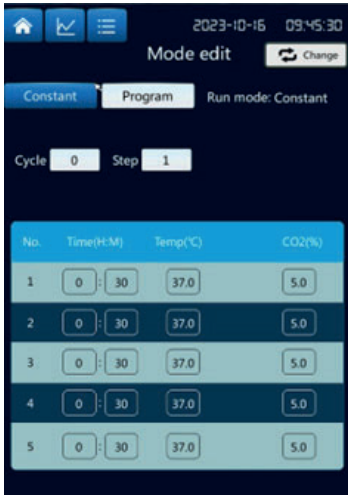 2023-10-16 09:45:30
Mode edit
Change
Constant Program Run mode: Constant
Cycle 0 Step 1
No. Time(H:M) Temp(℃) CO2(%)
1 0 : 30 37.0 5.0
2 0 : 30 37.0 5.0
3 0 : 30 37.0 5.0
4 0 : 30 37.0 5.0
5 0 : 30 37.0 5.0